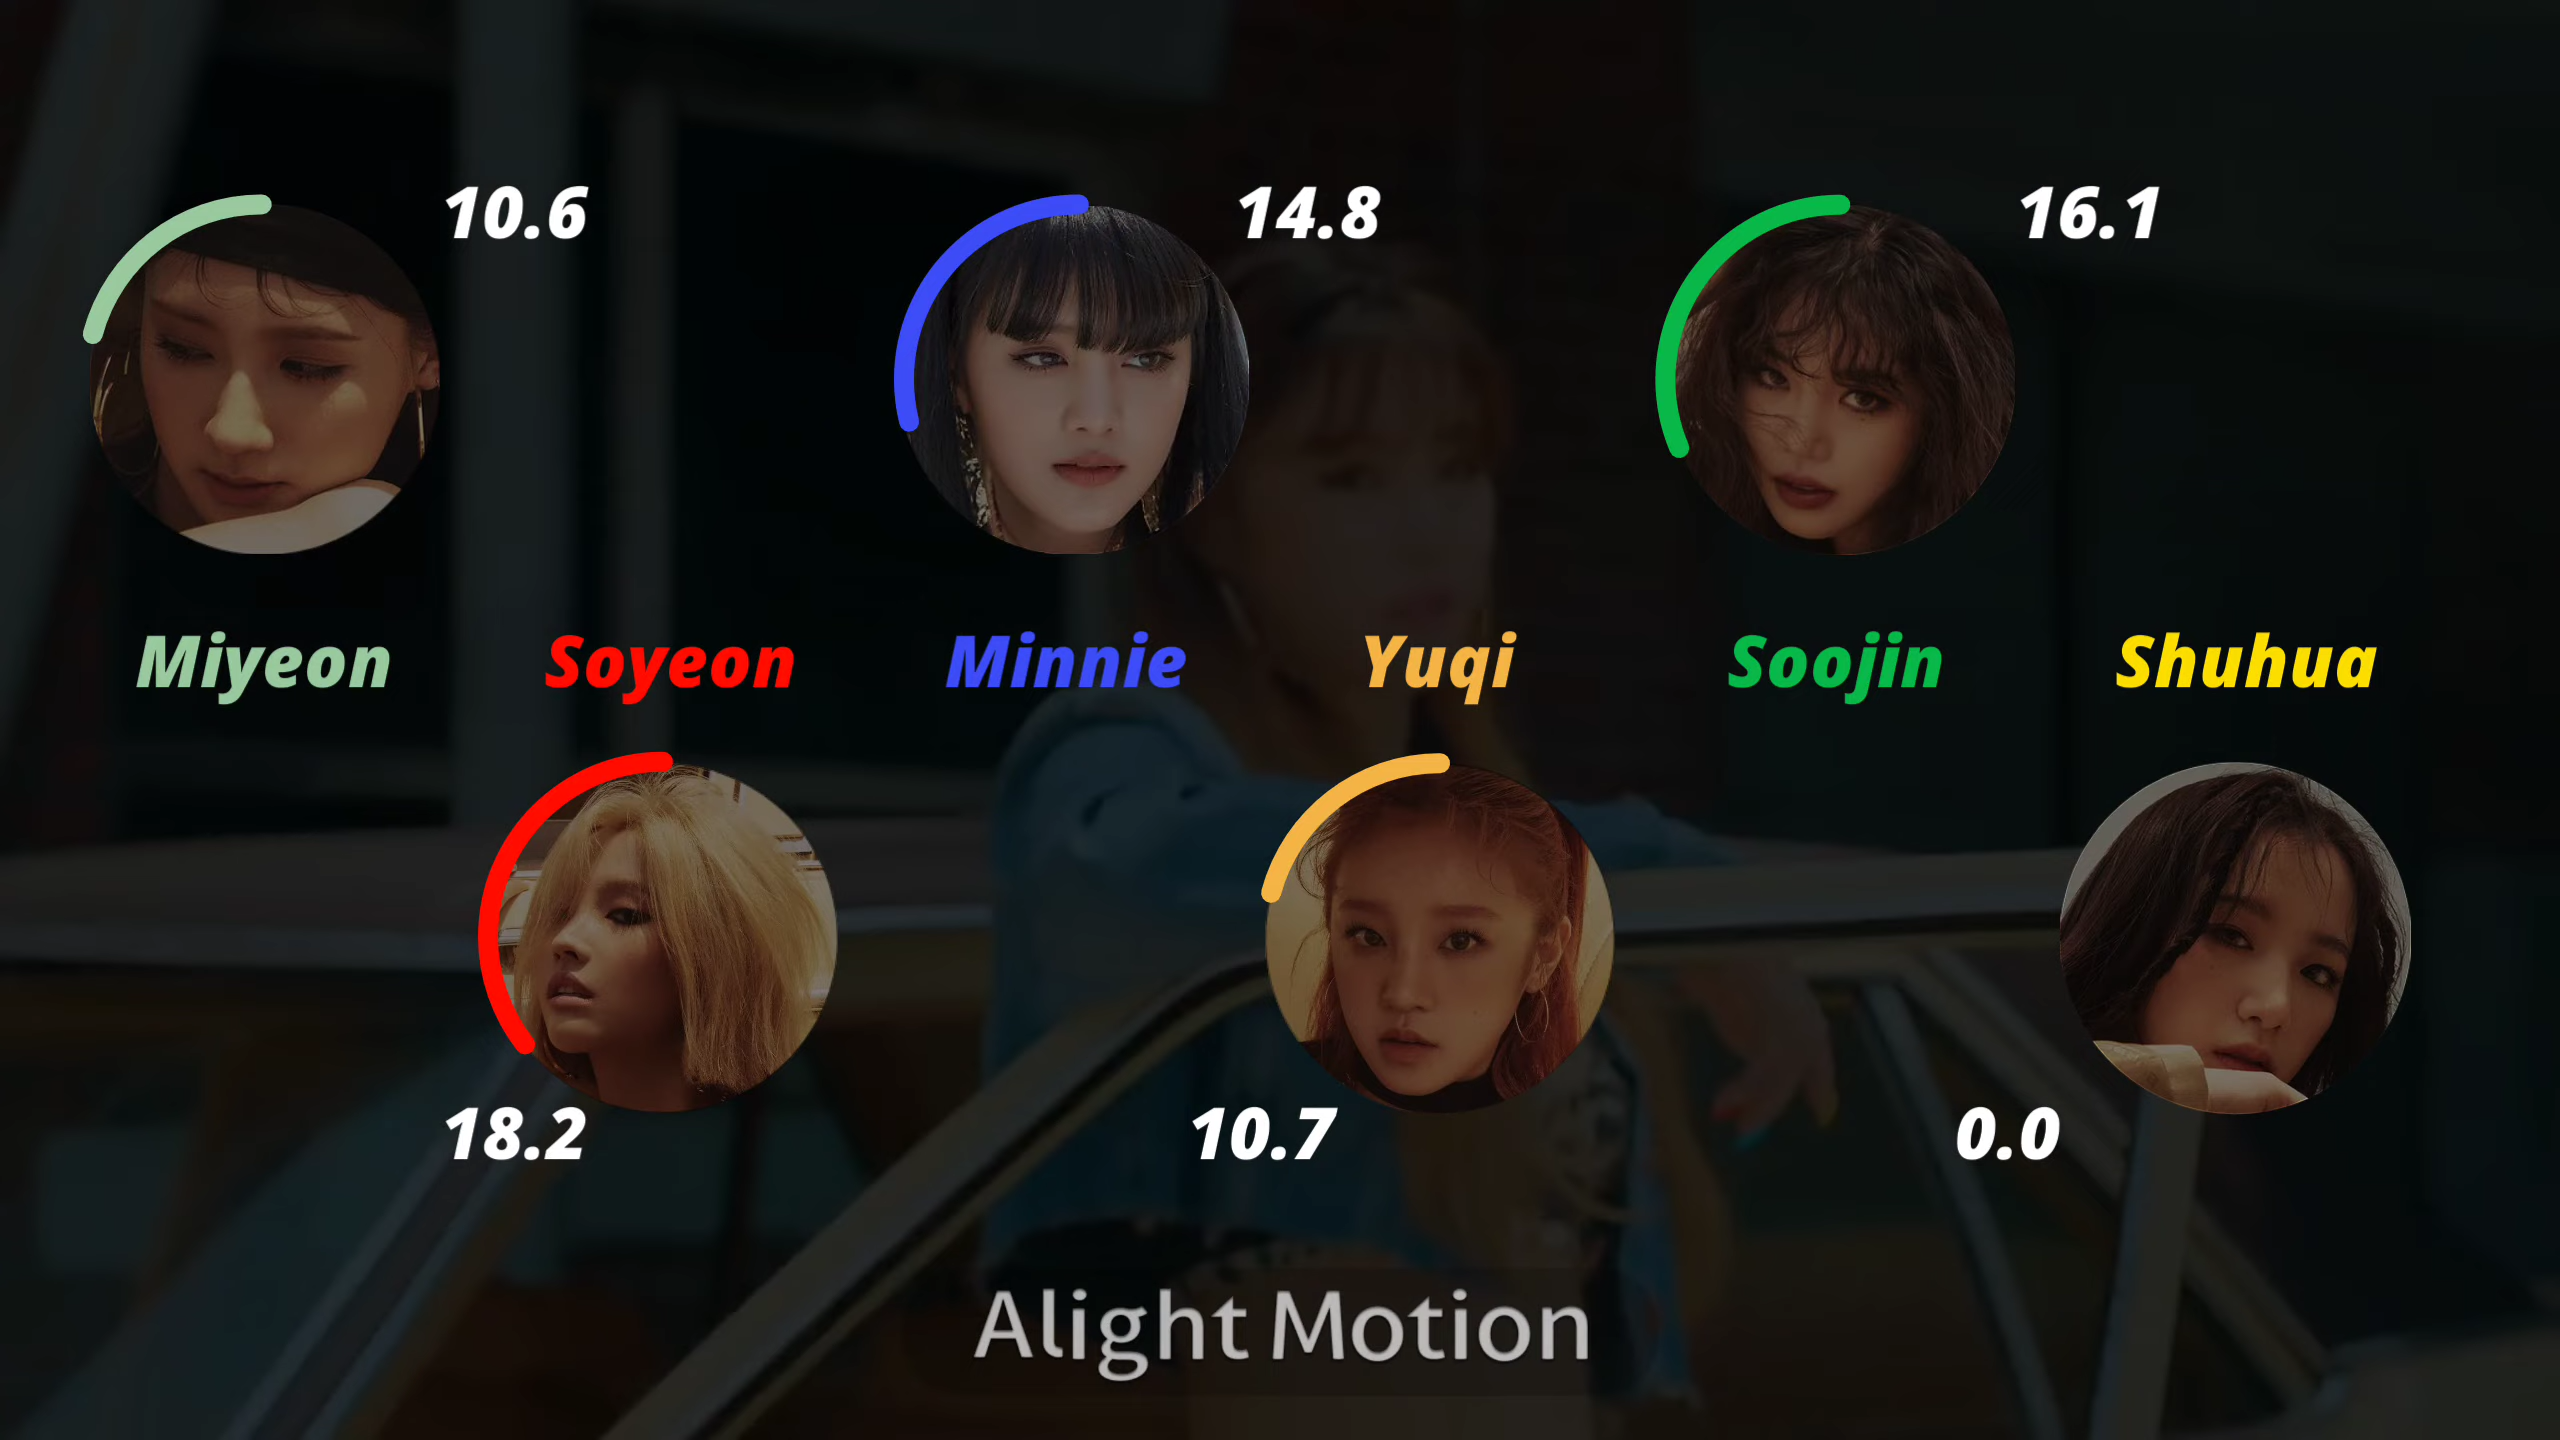 10.6
14.8
16.1
Miyeon
Soyeon
Minnie
Yuqi
Soojin
Shuhua
18.2
10.7
0.0
Alight Motion